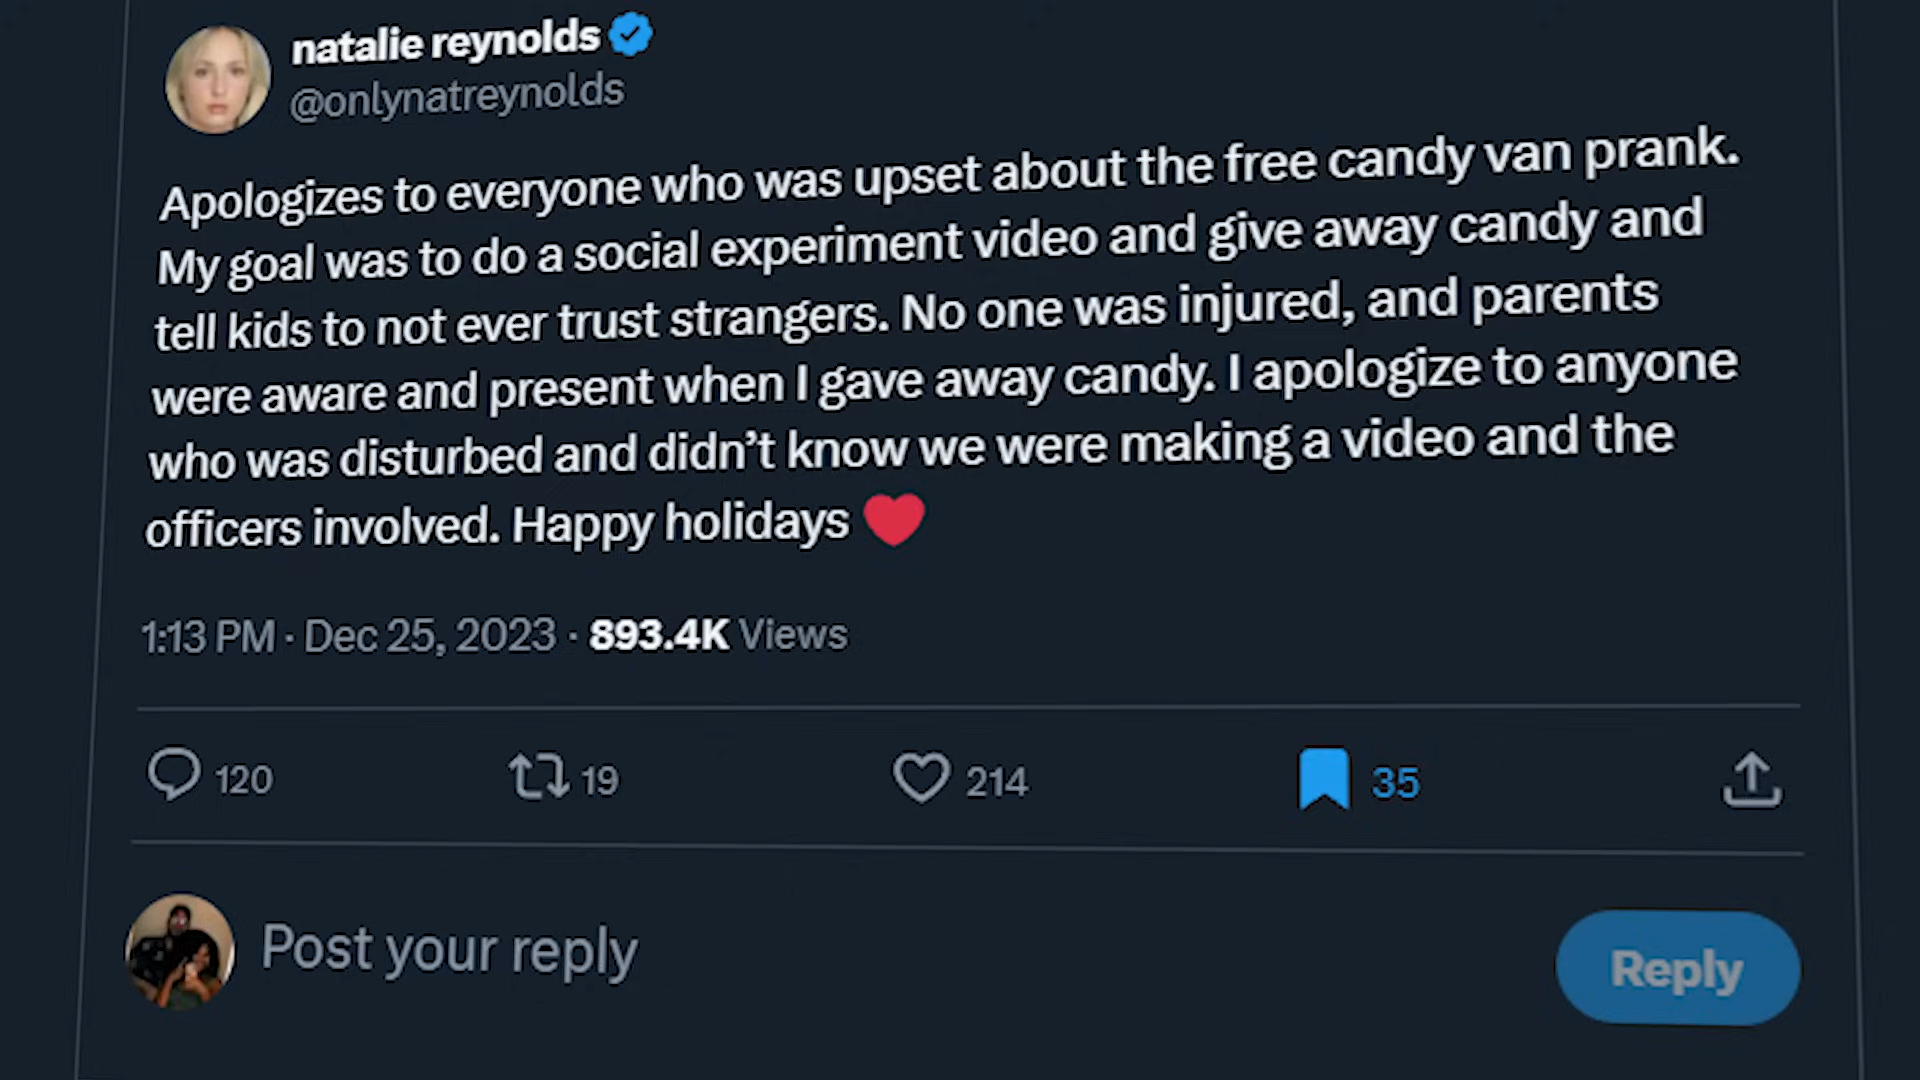 natalie reynolds
@onlynatreynolds
Apologizes to everyone who was upset about the free candy van prank.
My goal was to do a social experiment video and give away candy and
tell kids to not ever trust strangers. No one was injured, and parents
were aware and present when I gave away candy. I apologize to anyone
who was disturbed and didn’t know we were making a video and the
officers involved. Happy holidays ❤️
1:13 PM · Dec 25, 2023 · 893.4K Views
120 19 214 35
Post your reply Reply